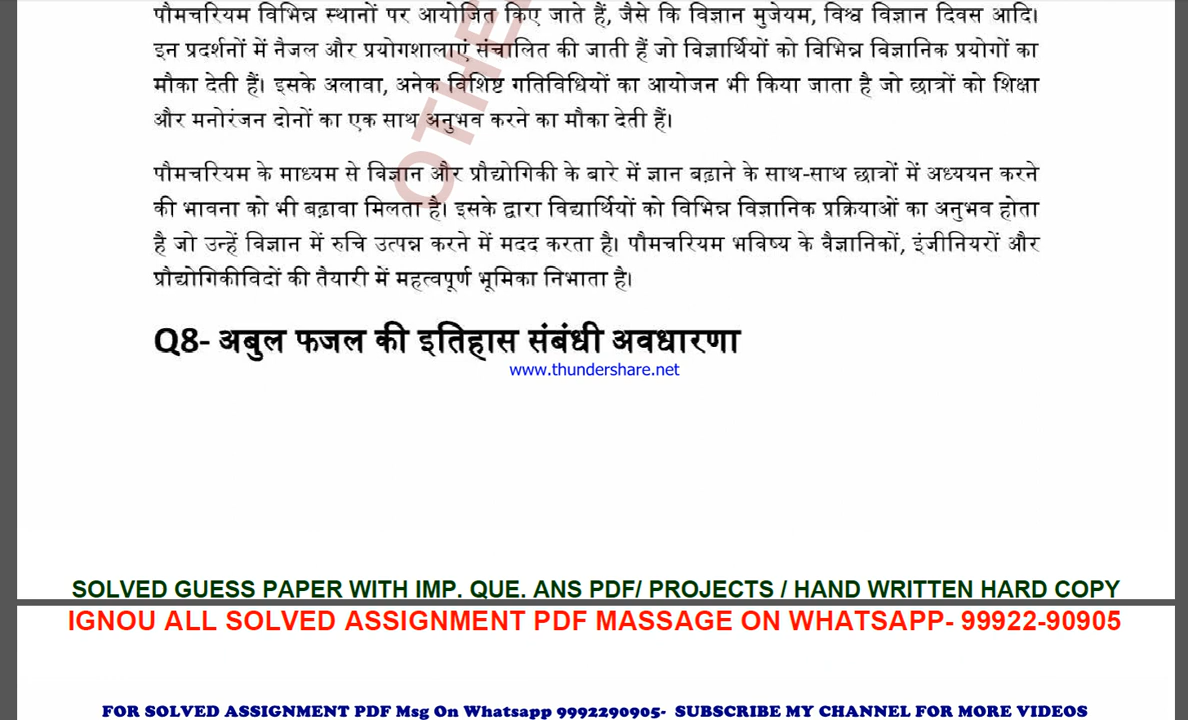 पौमचरियम विभिन्न स्थानों पर आयोजित किए जाते हैं, जैसे कि विज्ञान मुजेयम, विश्व विज्ञान दिवस आदि।
इन प्रदर्शनों में नैजल और प्रयोगशालाएं संचालित की जाती हैं जो विज्ञार्थियों को विभिन्न विज्ञानिक प्रयोगों का
मौका देती हैं। इसके अलावा, अनेक विशिष्ट गतिविधियों का आयोजन भी किया जाता है जो छात्रों को शिक्षा
और मनोरंजन दोनों का एक साथ अनुभव करने का मौका देती हैं।
OTHE
पौमचरियम के माध्यम से विज्ञान और प्रौद्योगिकी के बारे में ज्ञान बढ़ाने के साथ-साथ छात्रों में अध्ययन करने
की भावना को भी बढ़ावा मिलता है। इसके द्वारा विद्यार्थियों को विभिन्न विज्ञानिक प्रक्रियाओं का अनुभव होता
है जो उन्हें विज्ञान में रुचि उत्पन्न करने में मदद करता है। पौमचरियम भविष्य के वैज्ञानिकों, इंजीनियरों और
प्रौद्योगिकीविदों की तैयारी में महत्वपूर्ण भूमिका निभाता है।
Q8- अबुल फजल की इतिहास संबंधी अवधारणा
www.thundershare.net
SOLVED GUESS PAPER WITH IMP. QUE. ANS PDF/ PROJECTS / HAND WRITTEN HARD COPY
IGNOU ALL SOLVED ASSIGNMENT PDF MASSAGE ON WHATSAPP- 99922-90905
FOR SOLVED ASSIGNMENT PDF Msg On Whatsapp 9992290905- SUBSCRIBE MY CHANNEL FOR MORE VIDEOS